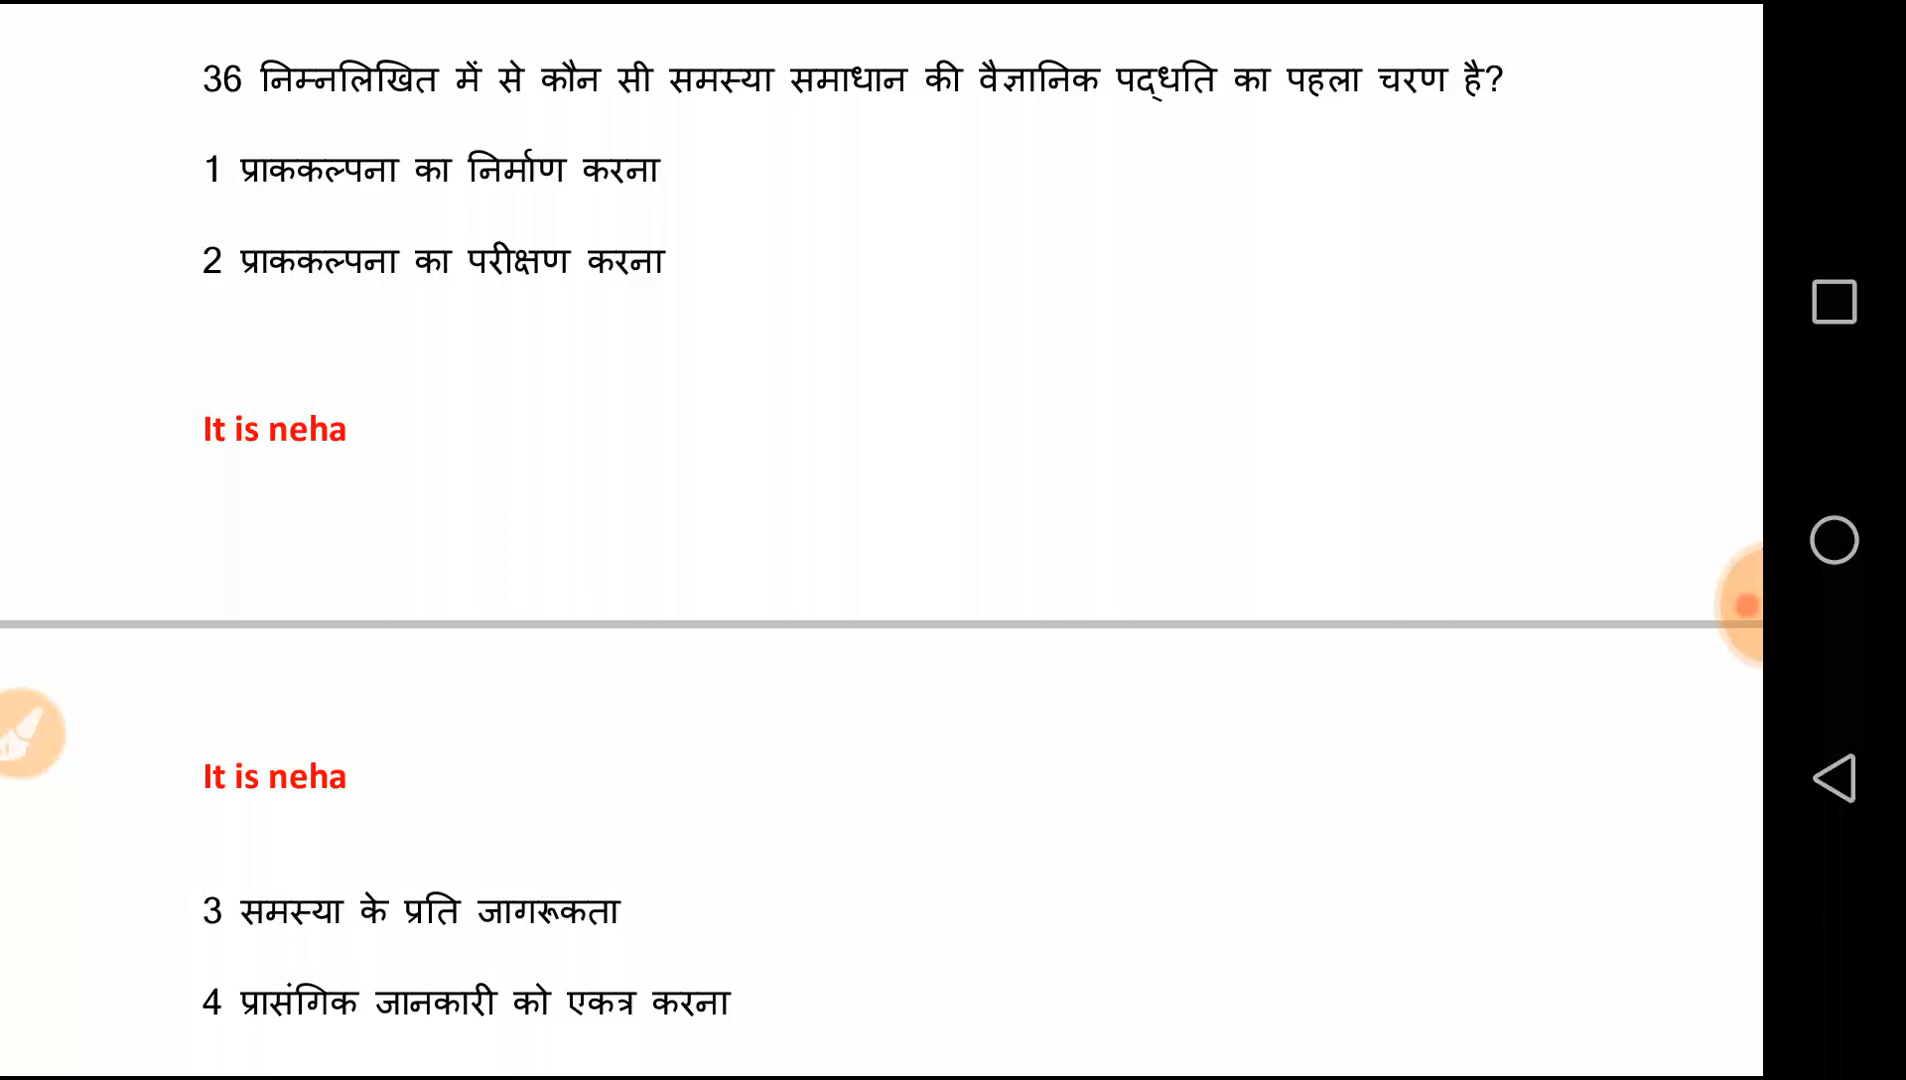 36 निम्नलिखित में से कौन सी समस्या समाधान की वैज्ञानिक पद्धति का पहला चरण है?
1 प्राककल्पना का निर्माण करना
2 प्राककल्पना का परीक्षण करना
It is neha
It is neha
3 समस्या के प्रति जागरूकता
4 प्रासंगिक जानकारी को एकत्र करना